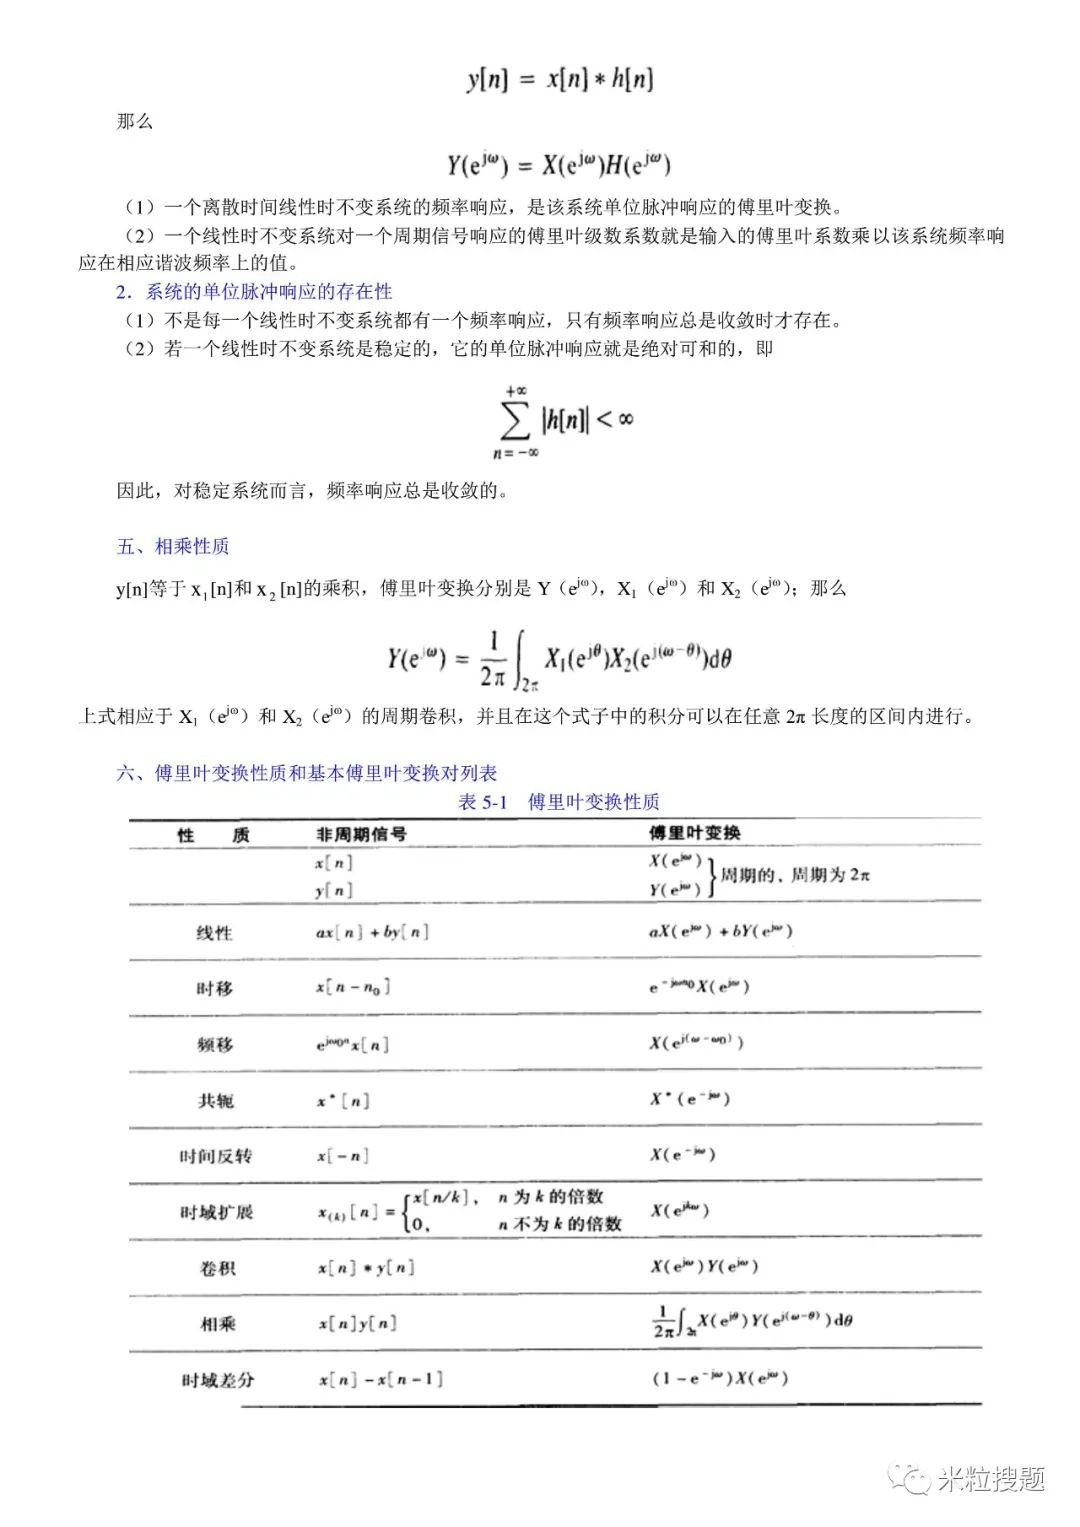 y[n] = x[n]*h[n]
那么
Y(e^{jω}) = X(e^{jω})H(e^{jω})
（1）一个离散时间线性时不变系统的频率响应，是该系统单位脉冲响应的傅里叶变换。
（2）一个线性时不变系统对一个周期信号响应的傅里叶级数系数就是输入的傅里叶系数乘以该系统频率响
应在相应谐波频率上的值。
2．系统的单位脉冲响应的存在性
（1）不是每一个线性时不变系统都有一个频率响应，只有频率响应总是收敛时才存在。
（2）若一个线性时不变系统是稳定的，它的单位脉冲响应就是绝对可和的，即
\sum_{n=-∞}^{+∞} |h[n]| < ∞
因此，对稳定系统而言，频率响应总是收敛的。
五、相乘性质
y[n]等于 x₁[n]和 x₂[n]的乘积，傅里叶变换分别是 Y（e^{jω}），X₁（e^{jω}）和 X₂（e^{jω}）；那么
Y(e^{jω}) = \frac{1}{2π}∫_{2π} X₁(e^{jθ})X₂(e^{j(ω-θ)})dθ
上式相应于 X₁（e^{jω}）和 X₂（e^{jω}）的周期卷积，并且在这个式子中的积分可以在任意 2π 长度的区间内进行。
六、傅里叶变换性质和基本傅里叶变换对列表
表 5-1 傅里叶变换性质
性 质 非周期信号 傅里叶变换
x[n] X(e^{jω})
y[n] Y(e^{jω}) } 周期的、周期为 2π
线性 ax[n]+by[n] aX(e^{jω})+bY(e^{jω})
时移 x[n-n₀] e^{-jωn₀}X(e^{jω})
频移 e^{jω₀n}x[n] X(e^{j(ω-ω₀)})
共轭 x*[n] X*(e^{-jω})
时间反转 x[-n] X(e^{-jω})
时域扩展 x_{(k)}[n]={x[n/k], n 为 k 的倍数 X(e^{jkω})
0, n 不为 k 的倍数
卷积 x[n]*y[n] X(e^{jω})Y(e^{jω})
相乘 x[n]y[n] \frac{1}{2π}∫_{2π}X(e^{jθ})Y(e^{j(ω-θ)})dθ
时域差分 x[n]-x[n-1] (1-e^{-jω})X(e^{jω})
米粒搜题